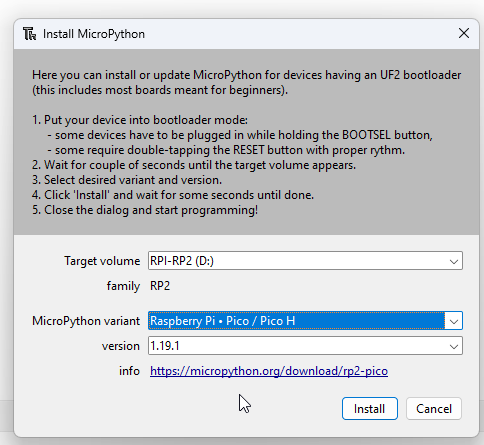 Install MicroPython
Here you can install or update MicroPython for devices having an UF2 bootloader
(this includes most boards meant for beginners).
1. Put your device into bootloader mode:
- some devices have to be plugged in while holding the BOOTSEL button,
- some require double-tapping the RESET button with proper rythm.
2. Wait for couple of seconds until the target volume appears.
3. Select desired variant and version.
4. Click 'Install' and wait for some seconds until done.
5. Close the dialog and start programming!
Target volume RPI-RP2 (D:)
family RP2
MicroPython variant Raspberry Pi • Pico / Pico H
version 1.19.1
info https://micropython.org/download/rp2-pico
Install Cancel